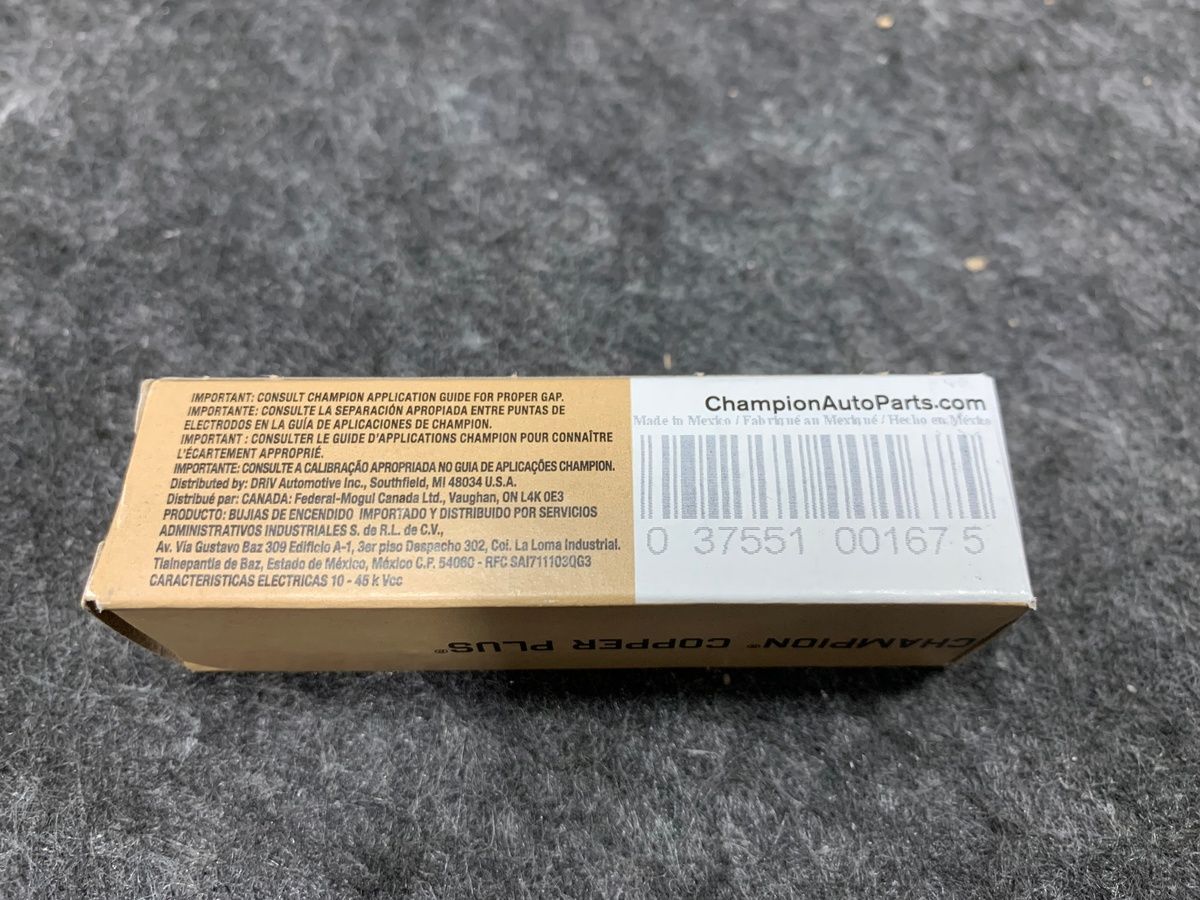 IMPORTANT: CONSULT CHAMPION APPLICATION GUIDE FOR PROPER GAP.
IMPORTANTE: CONSULTE LA SEPARACIÓN APROPIADA ENTRE PUNTAS DE
ELECTRODOS EN LA GUÍA DE APLICACIONES DE CHAMPION.
IMPORTANT : CONSULTER LE GUIDE D'APPLICATIONS CHAMPION POUR CONNAÎTRE
L'ÉCARTEMENT APPROPRIÉ.
IMPORTANTE: CONSULTE A CALIBRAÇÃO APROPRIADA NO GUIA DE APLICAÇÕES CHAMPION.
Distributed by: DRiV Automotive Inc., Southfield, MI 48034 U.S.A.
Distribué par: CANADA: Federal-Mogul Canada Ltd., Vaughan, ON L4K 0E3
PRODUCTO: BUJIAS DE ENCENDIDO IMPORTADO Y DISTRIBUIDO POR SERVICIOS
ADMINISTRATIVOS INDUSTRIALES S. de R.L. de C.V.,
Av. Vía Gustavo Baz 309 Edificio A-1, 3er piso Despacho 302, Col. La Loma Industrial.
Tlalnepantla de Baz, Estado de México, México C.P. 54060 - RFC SAI711103QG3
CARACTERISTICAS ELECTRICAS 10 - 45 k Vcc
ChampionAutoParts.com
Made in Mexico / Fabriqué au Mexique / Hecho en México
0 37551 00167 5
CHAMPION® COPPER PLUS®